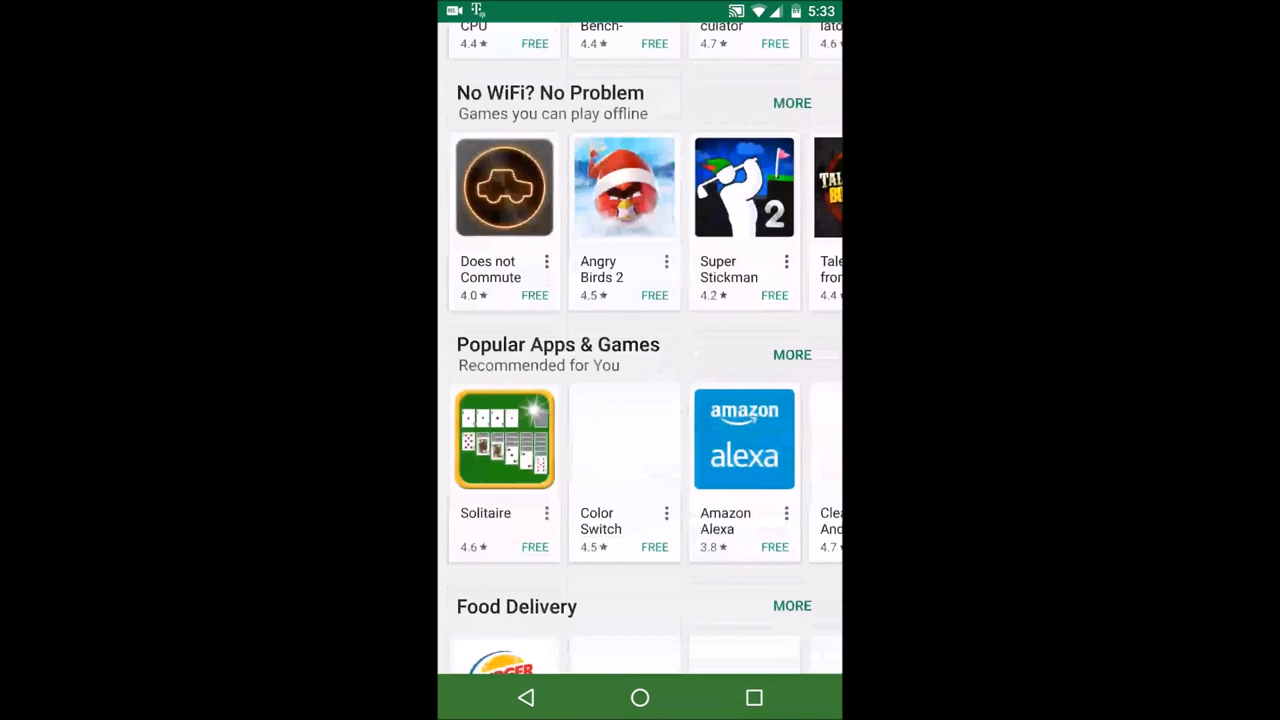 5:33
CPU
Bench-
culator
4.4★ FREE
4.4★ FREE
4.7★ FREE
4.6
No WiFi? No Problem
MORE
Games you can play offline
2
Does not
Commute
4.0★ FREE
Angry
Birds 2
4.5★ FREE
Super
Stickman
4.2★ FREE
Tale
from
4.4
Popular Apps & Games
MORE
Recommended for You
amazon
alexa
Solitaire
4.6★ FREE
Color
Switch
4.5★ FREE
Amazon
Alexa
3.8★ FREE
Clea
And
4.7
Food Delivery
MORE